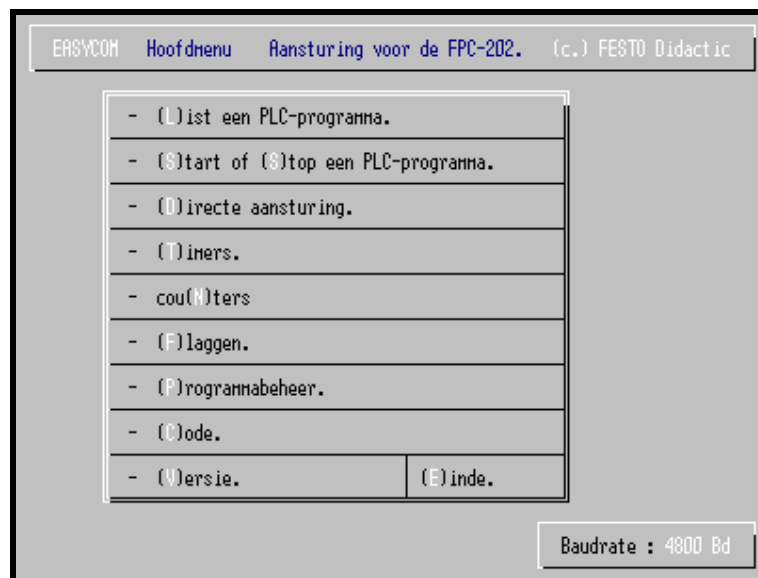 EASYCOM Hoofdmenu Aansturing voor de FPC-202. (c.) FESTO Didactic
- (L)ist een PLC-programma.
- (S)tart of (S)top een PLC-programma.
- (D)irecte aansturing.
- (T)imers.
- cou(N)ters
- (F)laggen.
- (P)rogrammabeheer.
- (C)ode.
- (V)ersie. (E)inde.
Baudrate : 4800 Bd